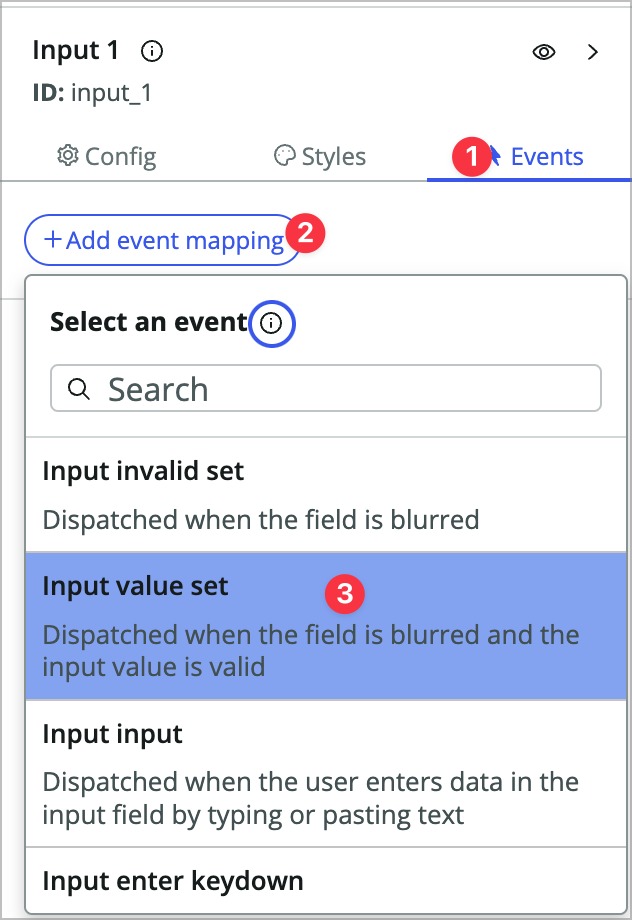 Input 1
ID: input_1
Config Styles 1 Events
+ Add event mapping 2
Select an event
Search
Input invalid set
Dispatched when the field is blurred
Input value set
3
Dispatched when the field is blurred and the
input value is valid
Input input
Dispatched when the user enters data in the
input field by typing or pasting text
Input enter keydown